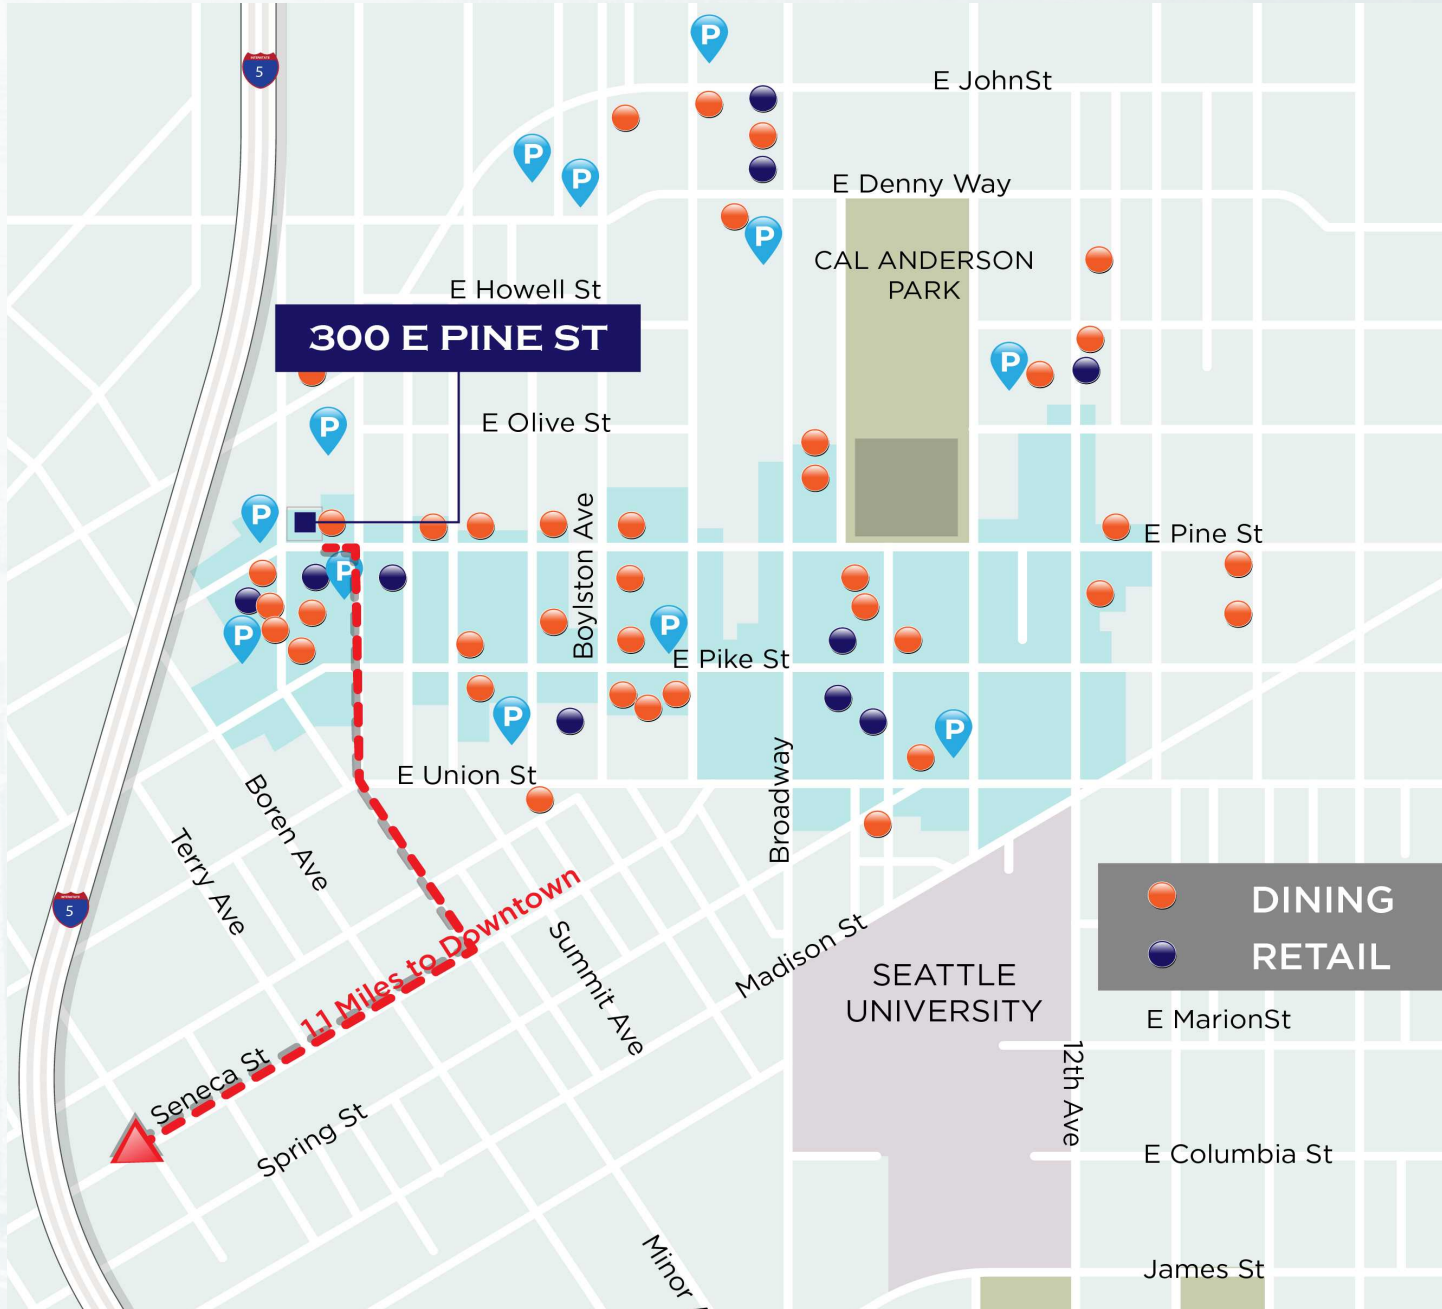 P
5
E JohnSt
P
P
E Denny Way
P
CAL ANDERSON
PARK
E Howell St
300 E PINE ST
P
E Olive St
P
P
E Pine St
Boylston Ave
P
P
P
E Pike St
P
P
E Union St
Broadway
Boren Ave
Terry Ave
DINING
RETAIL
5
1.1 Miles to Downtown
Summit Ave
Madison St
SEATTLE
UNIVERSITY
E MarionSt
12th Ave
Seneca St
Spring St
E Columbia St
James St
Minor